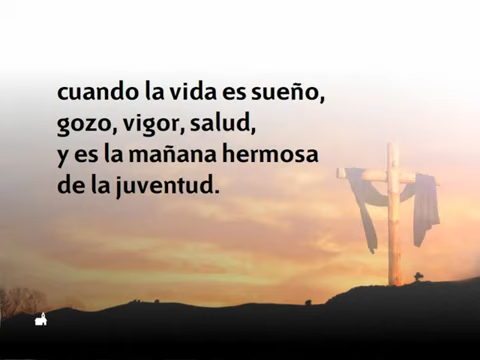 cuando la vida es sueño,
gozo, vigor, salud,
y es la mañana hermosa
de la juventud.